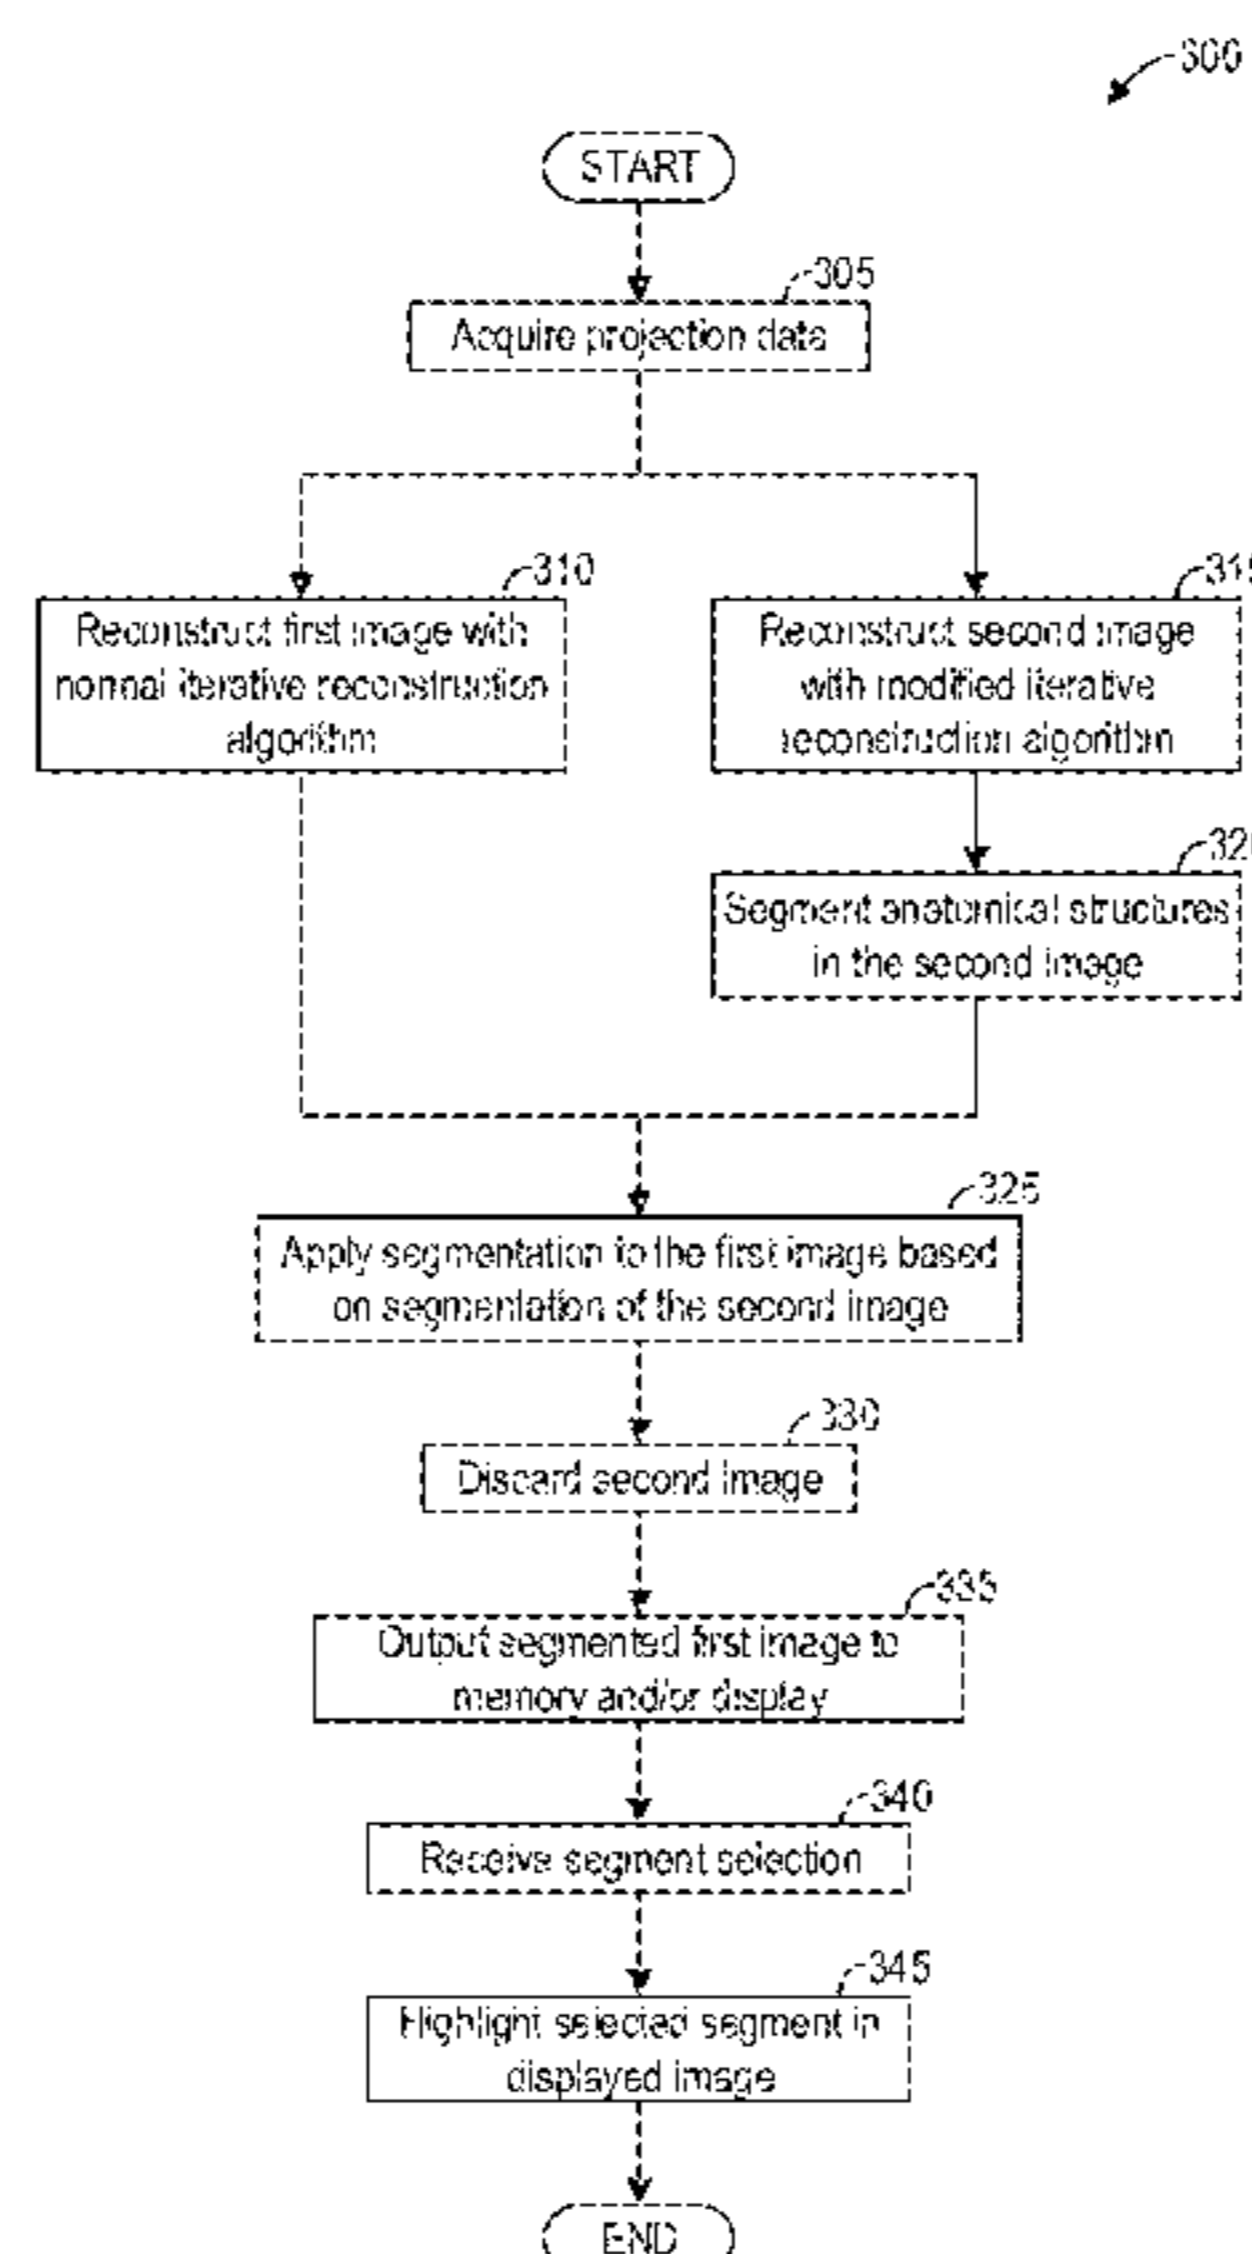 300
START
305
Acquire projection data
310
Reconstruct first image with
normal iterative reconstruction
algorithm
315
Reconstruct second image
with modified iterative
reconstruction algorithm
320
Segment anatomical structures
in the second image
325
Apply segmentation to the first image based
on segmentation of the second image
330
Discard second image
335
Output segmented first image to
memory and/or display
340
Receive segment selection
345
Highlight selected segment in
displayed image
END